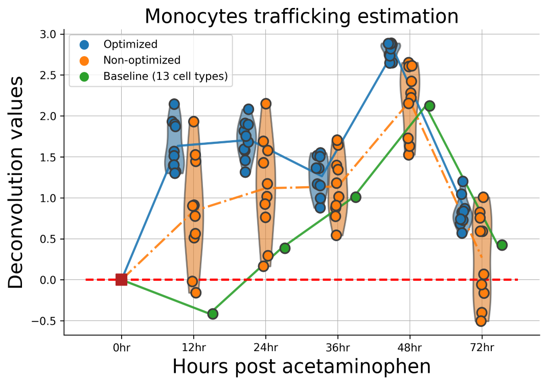 Monocytes trafficking estimation
Optimized
Non-optimized
Baseline (13 cell types)
Deconvolution values
3.0
2.5
2.0
1.5
1.0
0.5
0.0
−0.5
0hr 12hr 24hr 36hr 48hr 72hr
Hours post acetaminophen